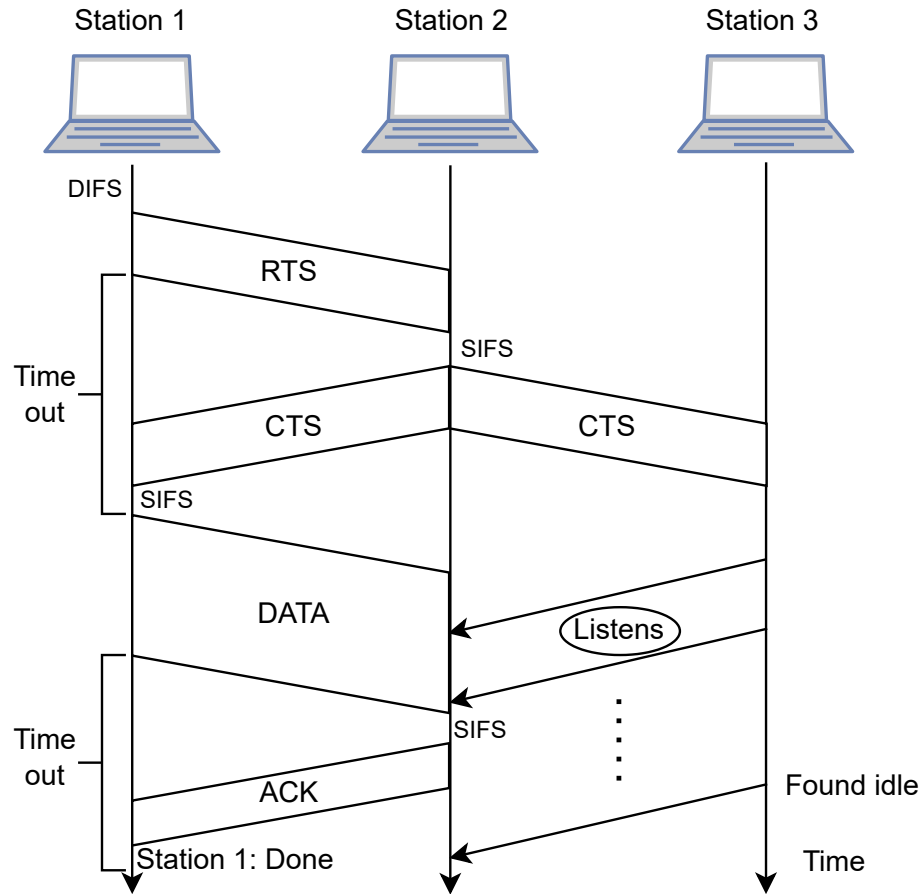 Station 1
Station 2
Station 3
DIFS
RTS
SIFS
Time
out
CTS
CTS
SIFS
DATA
Listens
SIFS
Time
out
ACK
Found idle
Station 1: Done
Time